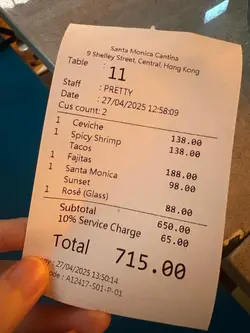 Santa Monica Cantina
9 Shelley Street, Central, Hong Kong
Table : 11
Staff : PRETTY
Date : 27/04/2025 12:58:09
Cus count: 2
1 Ceviche 138.00
1 Spicy Shrimp 138.00
Tacos
1 Fajitas 188.00
1 Santa Monica 98.00
Sunset
1 Rosé (Glass) 88.00
Subtotal 650.00
10% Service Charge 65.00
Total 715.00
: 27/04/2025 13:50:14
: A12417-S01-P-01